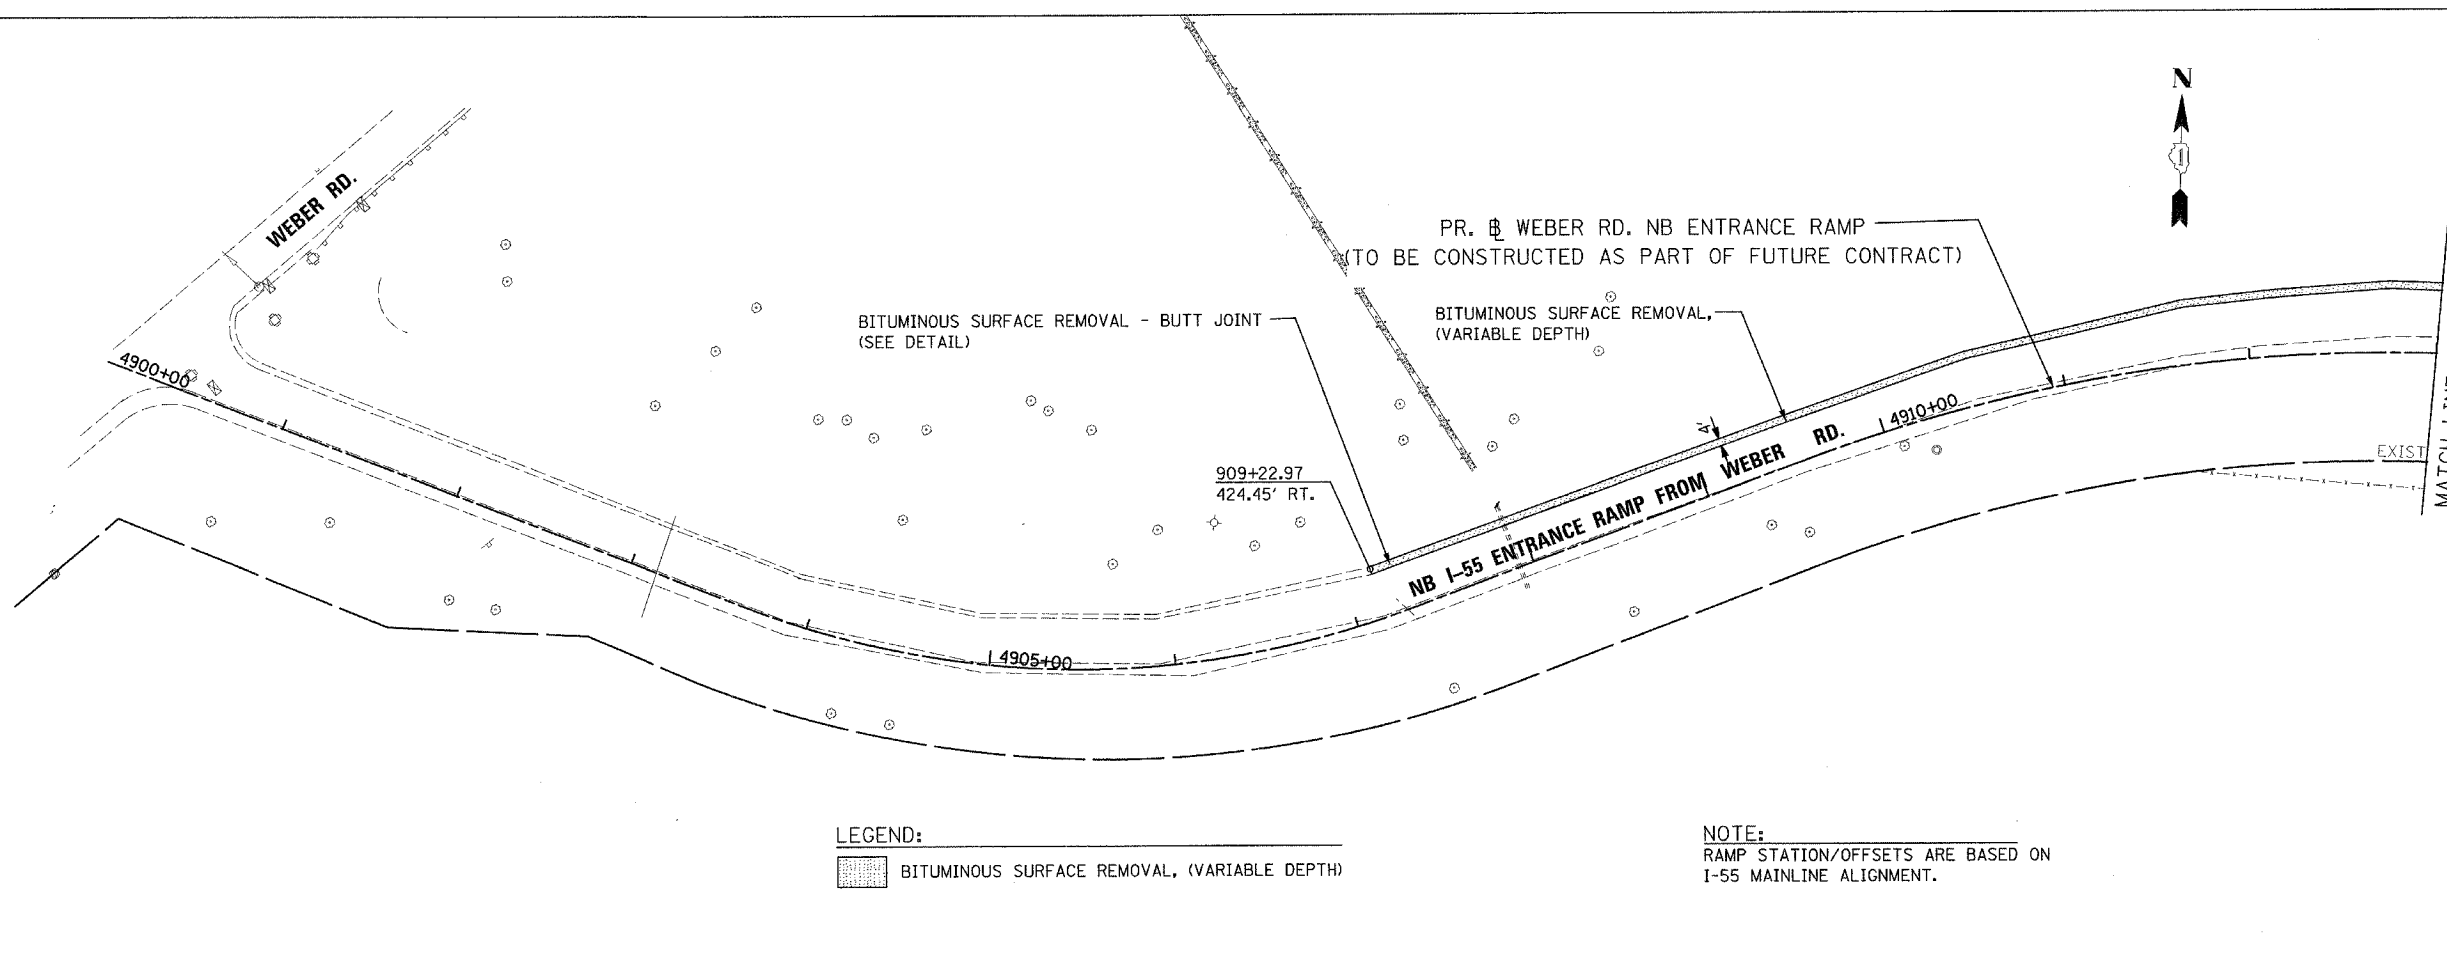 N
WEBER RD.
PR. ℄ WEBER RD. NB ENTRANCE RAMP
(TO BE CONSTRUCTED AS PART OF FUTURE CONTRACT)
BITUMINOUS SURFACE REMOVAL - BUTT JOINT
(SEE DETAIL)
BITUMINOUS SURFACE REMOVAL,
(VARIABLE DEPTH)
4900+00
4'
4910+00
NB I-55 ENTRANCE RAMP FROM WEBER RD.
EXIST
MATCH LINE
909+22.97
424.45' RT.
4905+00
LEGEND:
BITUMINOUS SURFACE REMOVAL, (VARIABLE DEPTH)
NOTE:
RAMP STATION/OFFSETS ARE BASED ON
I-55 MAINLINE ALIGNMENT.